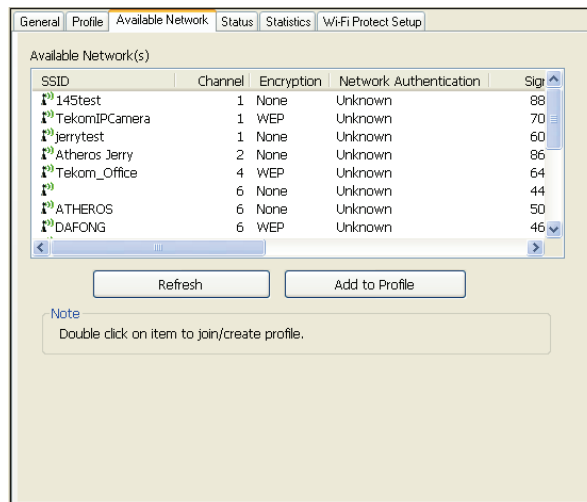 General Profile Available Network Status Statistics Wi-Fi Protect Setup
Available Network(s)
SSID Channel Encryption Network Authentication Sigr
145test 1 None Unknown 88
TekomIPCamera 1 WEP Unknown 70
jerrytest 1 None Unknown 60
Atheros Jerry 2 None Unknown 86
Tekom_Office 4 WEP Unknown 64
6 None Unknown 44
ATHEROS 6 None Unknown 50
DAFONG 6 WEP Unknown 46
Refresh Add to Profile
Note
Double click on item to join/create profile.